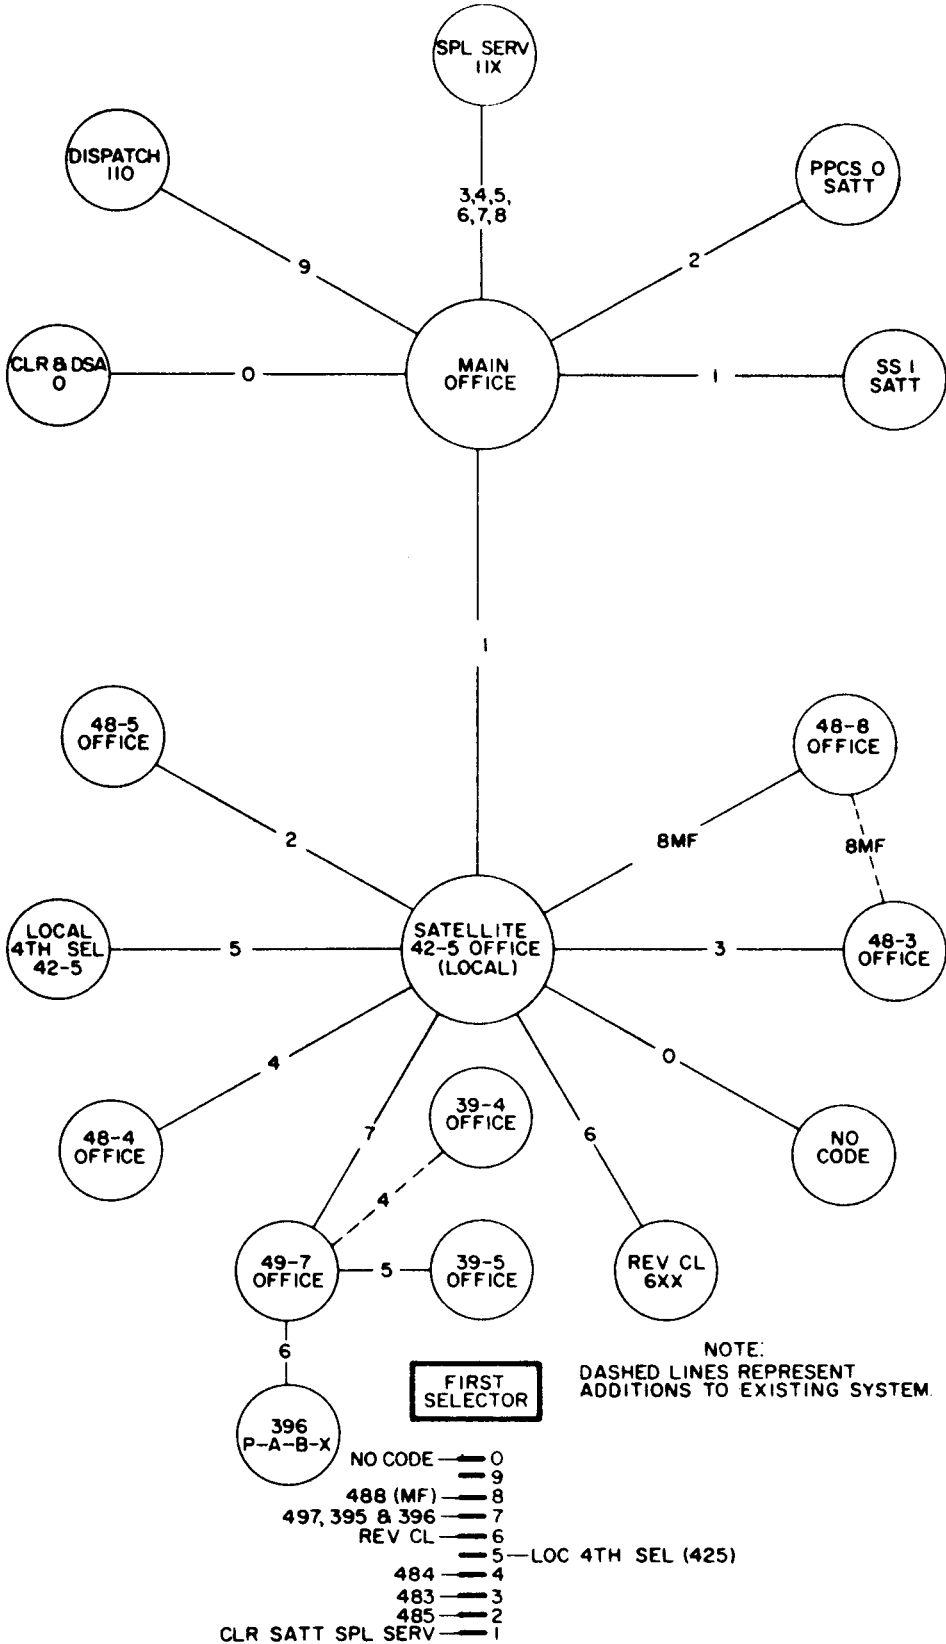 SPL SERV
11X
DISPATCH
110
PPCS 0
SATT
3,4,5,
6,7,8
9
2
CLR & DSA
0
0
MAIN
OFFICE
1
SS 1
SATT
1
48-5
OFFICE
48-8
OFFICE
2
8MF
8MF
LOCAL
4TH SEL
42-5
5
SATELLITE
42-5 OFFICE
(LOCAL)
3
48-3
OFFICE
4
0
48-4
OFFICE
7
39-4
OFFICE
6
NO
CODE
4
49-7
OFFICE
5
39-5
OFFICE
REV CL
6XX
6
NOTE:
DASHED LINES REPRESENT
ADDITIONS TO EXISTING SYSTEM.
FIRST
SELECTOR
396
P-A-B-X
NO CODE 0
9
488 (MF) 8
497, 395 & 396 7
REV CL 6
5 LOC 4TH SEL (425)
484 4
483 3
485 2
CLR SATT SPL SERV 1